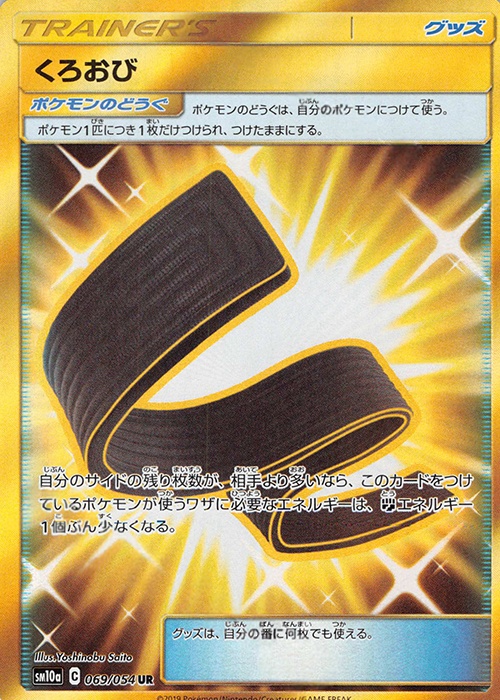 TRAINER'S
グッズ
くろおび
ポケモンのどうぐ
ポケモンのどうぐは、自分のポケモンにつけて使う。
ポケモン1匹につき1枚だけつけられ、つけたままにする。
自分のサイドの残り枚数が、相手より多いなら、このカードをつけ
ているポケモンが使うワザに必要なエネルギーは、無エネルギー
1個ぶん少なくなる。
グッズは、自分の番に何枚でも使える。
Illus. Yoshinobu Saito
sm10a C 069/054 UR
©2019 Pokémon/Nintendo/Creatures/GAME FREAK